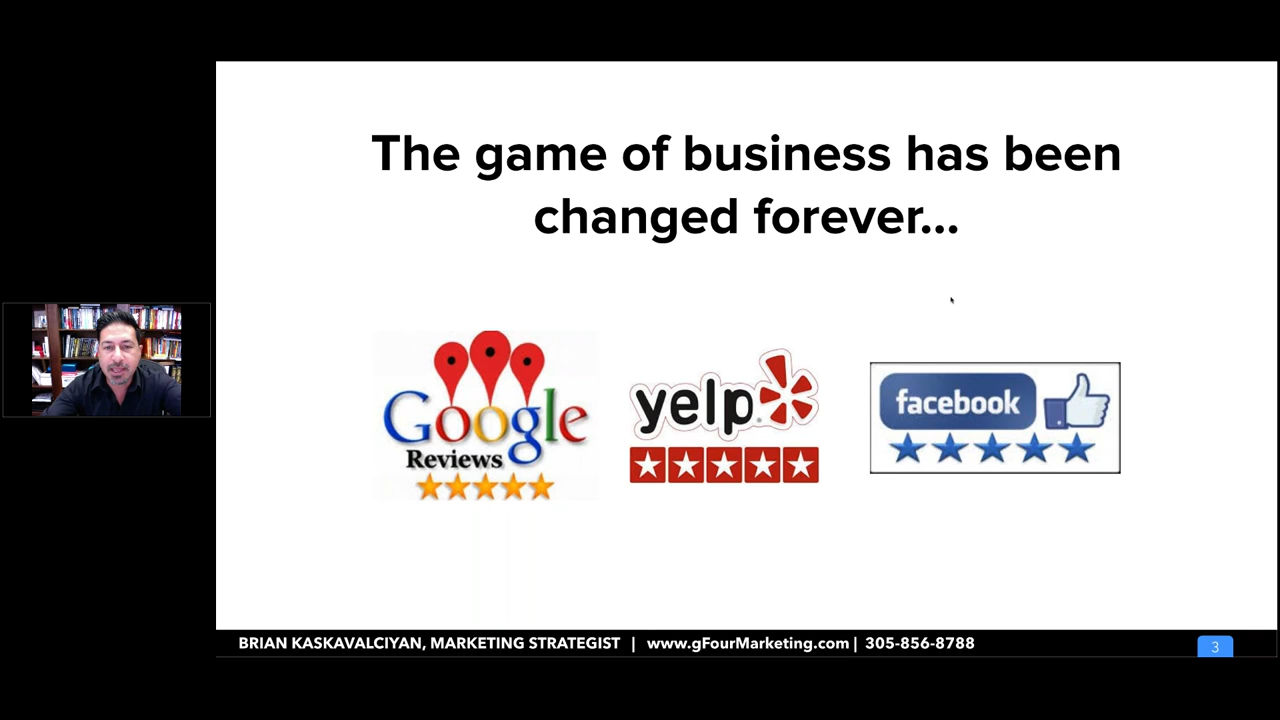 The game of business has been
changed forever...
Google
Reviews
yelp
facebook
BRIAN KASKAVALCIYAN, MARKETING STRATEGIST | www.gFourMarketing.com | 305-856-8788
3